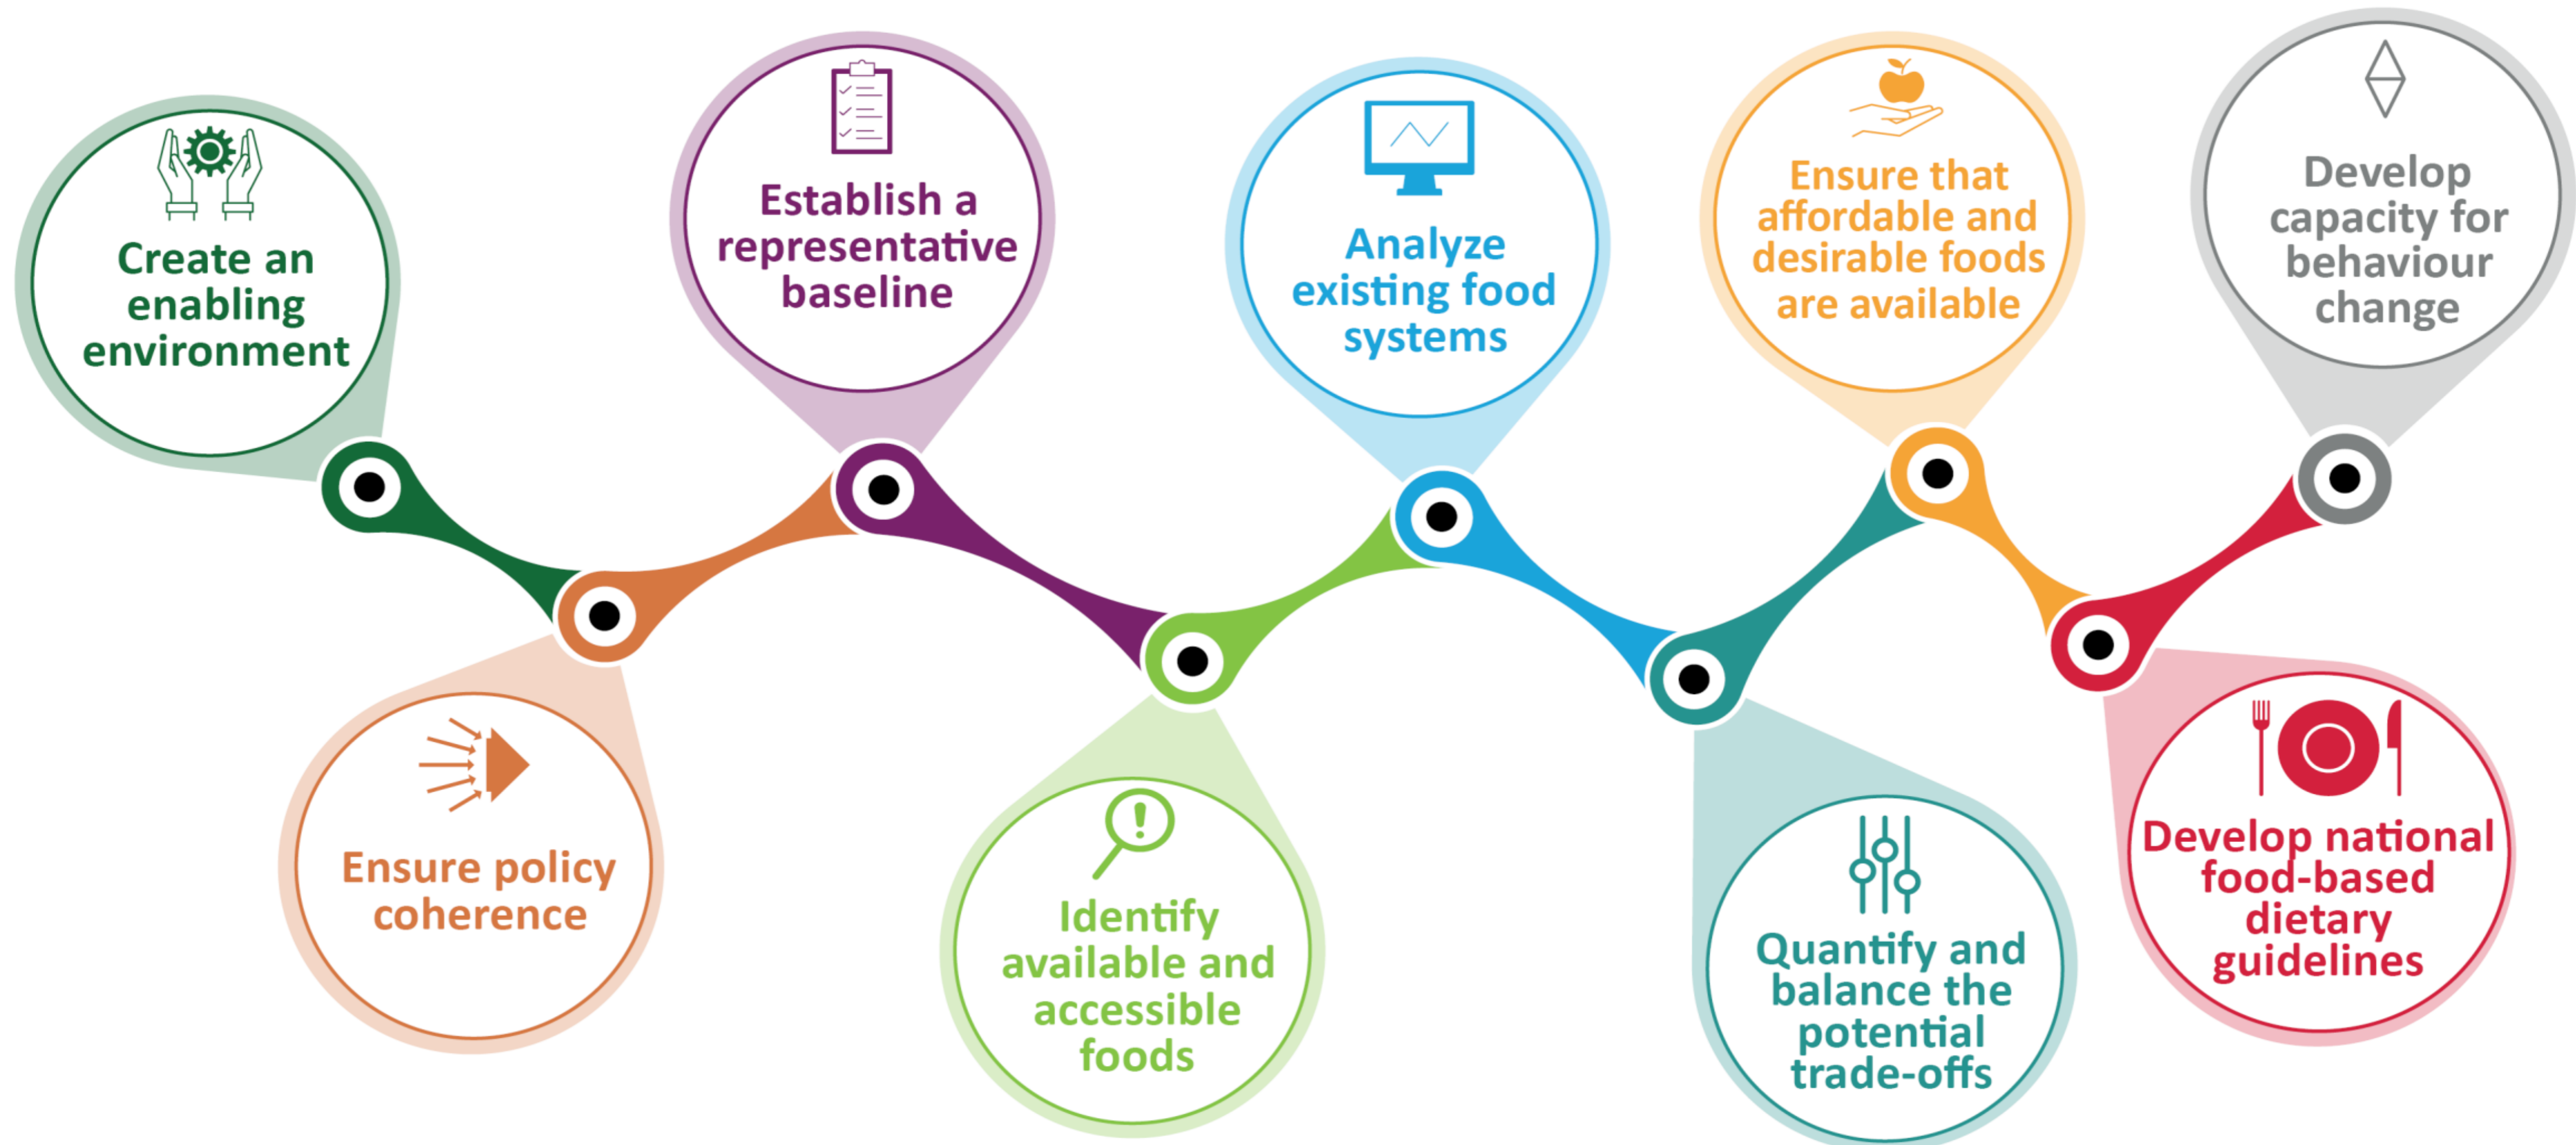 Create an
enabling
environment
Ensure policy
coherence
Establish a
representative
baseline
Identify
available and
accessible
foods
Analyze
existing food
systems
Quantify and
balance the
potential
trade-offs
Ensure that
affordable and
desirable foods
are available
Develop national
food-based
dietary
guidelines
Develop
capacity for
behaviour
change